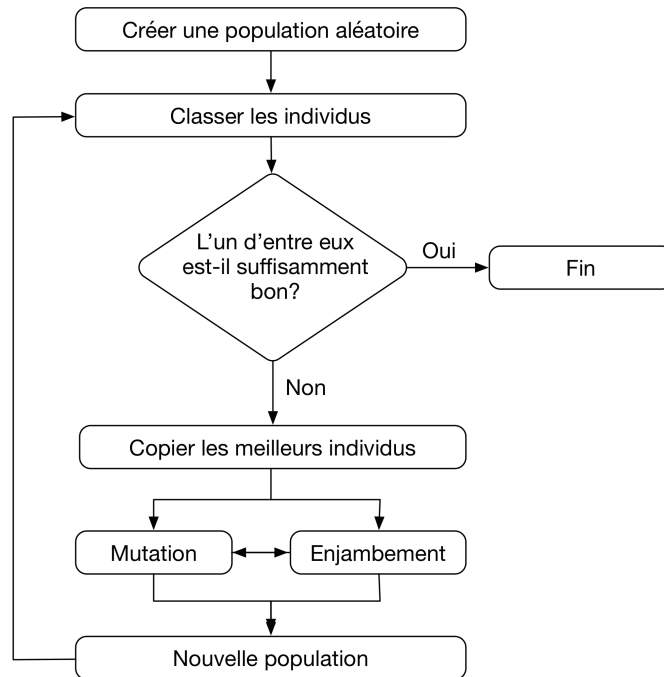 Créer une population aléatoire
Classer les individus
L'un d'entre eux
est-il suffisamment
bon?
Oui
Fin
Non
Copier les meilleurs individus
Mutation
Enjambement
Nouvelle population